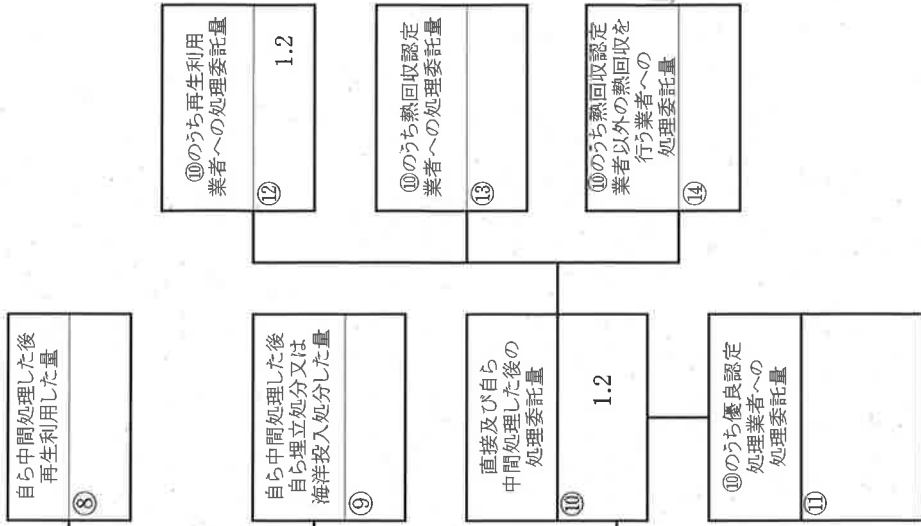 自ら中間処理した後
再生利用した量
⑧
自ら中間処理した後
自ら埋立処分又は
海洋投入処分した量
⑨
直接及び自ら
中間処理した後の
処理委託量
⑩
1.2
⑩のうち優良認定
処理業者への
処理委託量
⑪
⑩のうち再生利用
業者への処理委託量
⑫
1.2
⑩のうち熱回収認定
業者への処理委託量
⑬
⑩のうち熱回収認定
業者以外の熱回収を
行う業者への
処理委託量
⑭